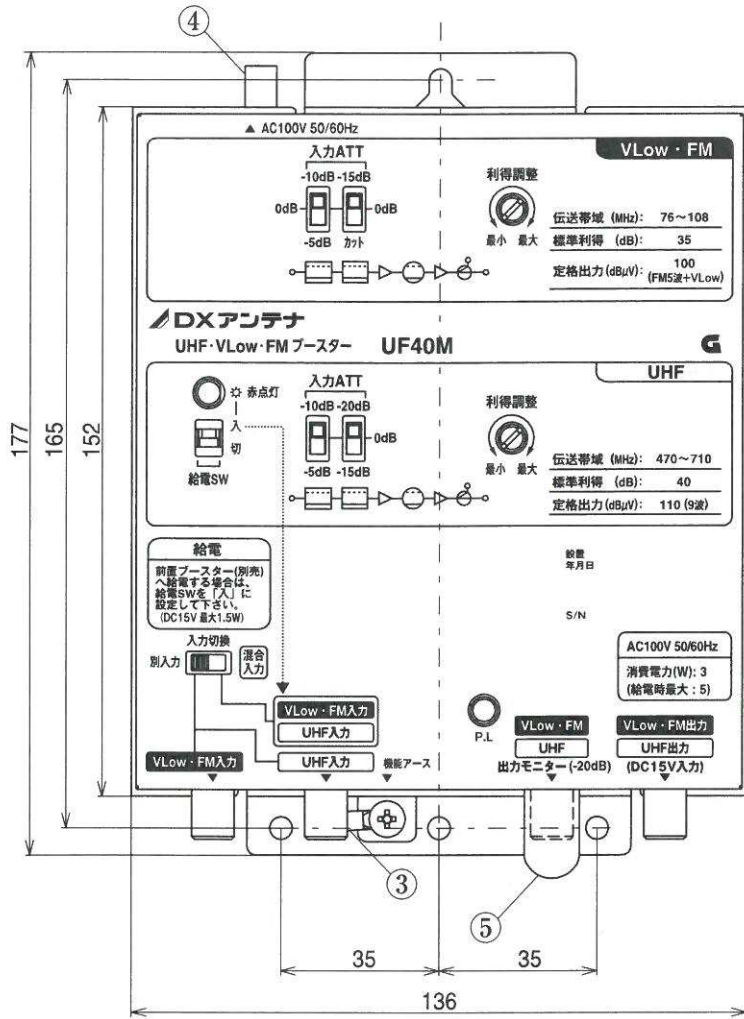 ④
▲ AC100V 50/60Hz
VLow・FM
入力ATT
-10dB -15dB
0dB 0dB
-5dB カット
利得調整
最小 最大
伝送帯域 (MHz): 76～108
標準利得 (dB): 35
定格出力(dBμV): 100
(FM5波+VLow)
DXアンテナ
UHF・VLow・FM ブースター UF40M
G
UHF
赤点灯
入
切
給電SW
入力ATT
-10dB -20dB
0dB
-5dB -15dB
利得調整
最小 最大
伝送帯域 (MHz): 470～710
標準利得 (dB): 40
定格出力(dBμV): 110 (9波)
177
165
152
給電
前置ブースター(別売)
へ給電する場合は、
給電SWを「入」に
設定して下さい。
(DC15V 最大1.5W)
設置
年月日
S/N
入力切換
別入力
混合
入力
AC100V 50/60Hz
消費電力(W): 3
(給電時最大：5)
VLow・FM入力
UHF入力
P.L
VLow・FM
UHF
出力モニター(-20dB)
VLow・FM出力
UHF出力
(DC15V入力)
VLow・FM入力
UHF入力
機能アース
③
⑤
35
35
136